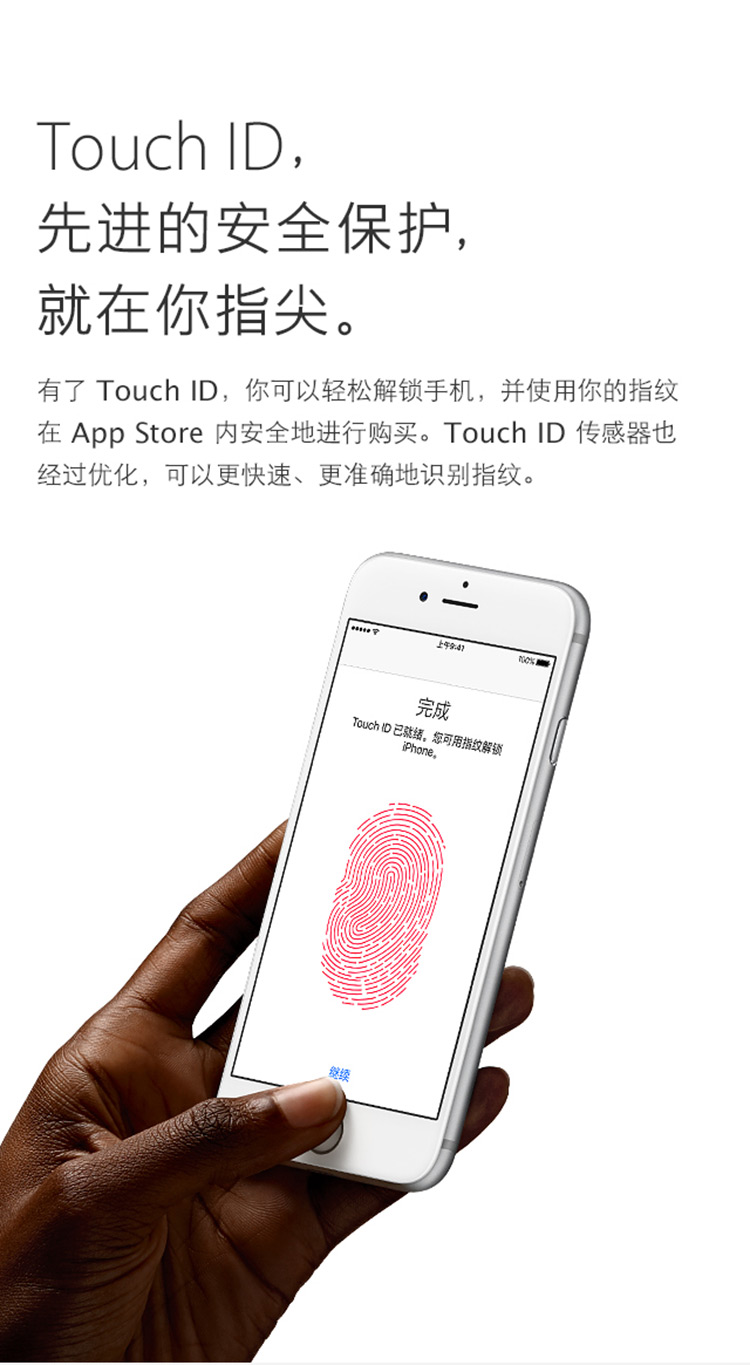 Touch ID，
先进的安全保护，
就在你指尖。
有了 Touch ID，你可以轻松解锁手机，并使用你的指纹
在 App Store 内安全地进行购买。Touch ID 传感器也
经过优化，可以更快速、更准确地识别指纹。
上午9:41
100%
完成
Touch ID 已就绪。您可用指纹解锁
iPhone。
继续